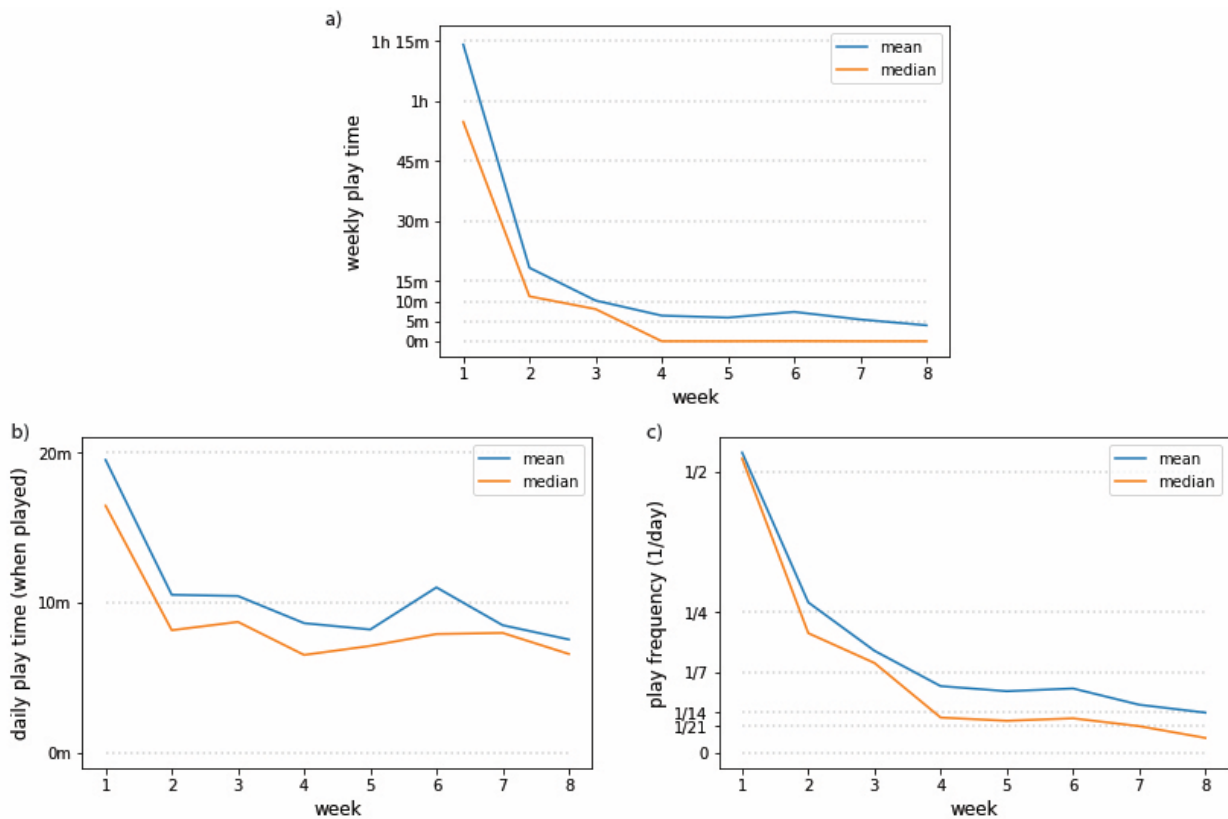 a)
weekly play time
1h 15m
1h
45m
30m
15m
10m
5m
0m
mean
median
1 2 3 4 5 6 7 8
week
b)
daily play time (when played)
20m
10m
0m
mean
median
1 2 3 4 5 6 7 8
week
c)
play frequency (1/day)
1/2
1/4
1/7
1/14
1/21
0
mean
median
1 2 3 4 5 6 7 8
week